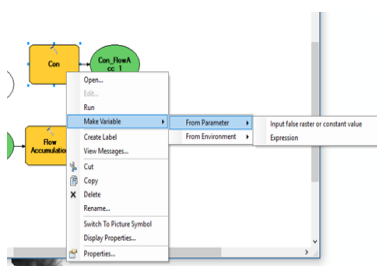 Con
Con_FlowA
cc_1
Open...
Edit...
Run
Make Variable
From Parameter
Input false raster or constant value
From Environment
Expression
Flow
Accumulatio
Create Label
View Messages...
Cut
Copy
Delete
Rename...
Switch To Picture Symbol
Display Properties...
Properties...